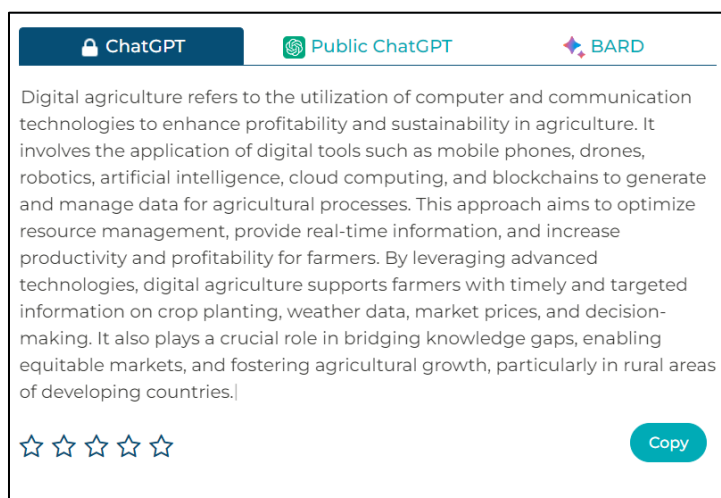 ChatGPT Public ChatGPT BARD
Digital agriculture refers to the utilization of computer and communication
technologies to enhance profitability and sustainability in agriculture. It
involves the application of digital tools such as mobile phones, drones,
robotics, artificial intelligence, cloud computing, and blockchains to generate
and manage data for agricultural processes. This approach aims to optimize
resource management, provide real-time information, and increase
productivity and profitability for farmers. By leveraging advanced
technologies, digital agriculture supports farmers with timely and targeted
information on crop planting, weather data, market prices, and decision-
making. It also plays a crucial role in bridging knowledge gaps, enabling
equitable markets, and fostering agricultural growth, particularly in rural areas
of developing countries.
Copy